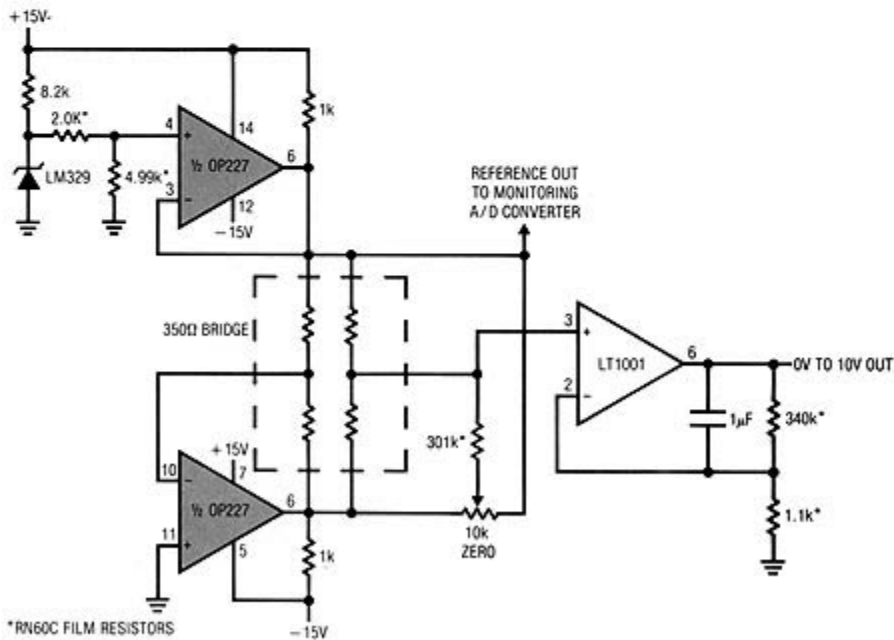 +15V-
8.2k
2.0K*
1k
4
14
½ OP227
6
LM329
4.99k*
3
12
−15V
REFERENCE OUT
TO MONITORING
A/D CONVERTER
350Ω BRIDGE
3
6
LT1001
0V TO 10V OUT
2
1µF
340k*
301k*
+15V
10
7
½ OP227
6
11
5
10k
ZERO
1k
1.1k*
*RN60C FILM RESISTORS
−15V